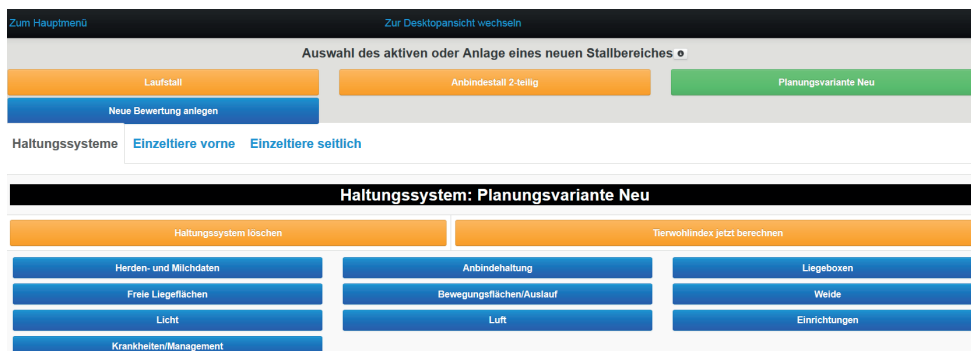 Zum Hauptmenü Zur Desktopansicht wechseln
Auswahl des aktiven oder Anlage eines neuen Stallbereiches
Laufstall Anbindestall 2-teilig Planungsvariante Neu
Neue Bewertung anlegen
Haltungssysteme Einzeltiere vorne Einzeltiere seitlich
Haltungssystem: Planungsvariante Neu
Haltungssystem löschen Tierwohlindex jetzt berechnen
Herden- und Milchdaten Anbindehaltung Liegeboxen
Freie Liegeflächen Bewegungsflächen/Auslauf Weide
Licht Luft Einrichtungen
Krankheiten/Management